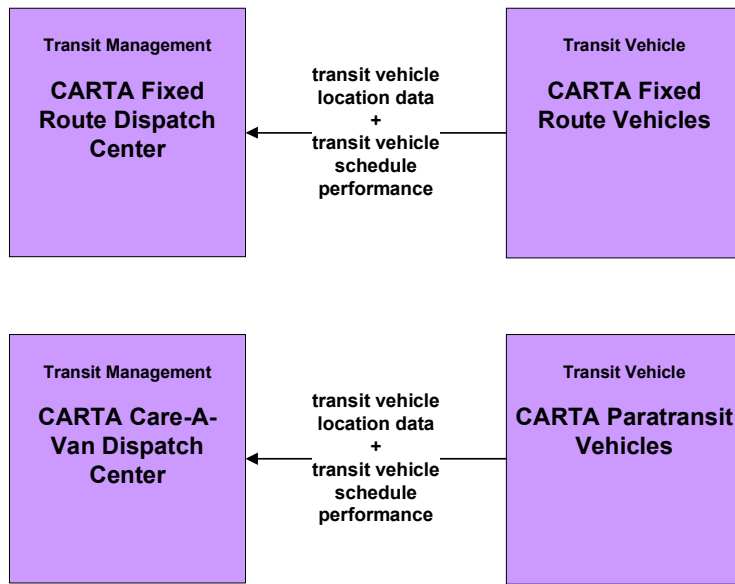 Transit Management
CARTA Fixed
Route Dispatch
Center
transit vehicle
location data
+
transit vehicle
schedule
performance
Transit Vehicle
CARTA Fixed
Route Vehicles
Transit Management
CARTA Care-A-
Van Dispatch
Center
transit vehicle
location data
+
transit vehicle
schedule
performance
Transit Vehicle
CARTA Paratransit
Vehicles